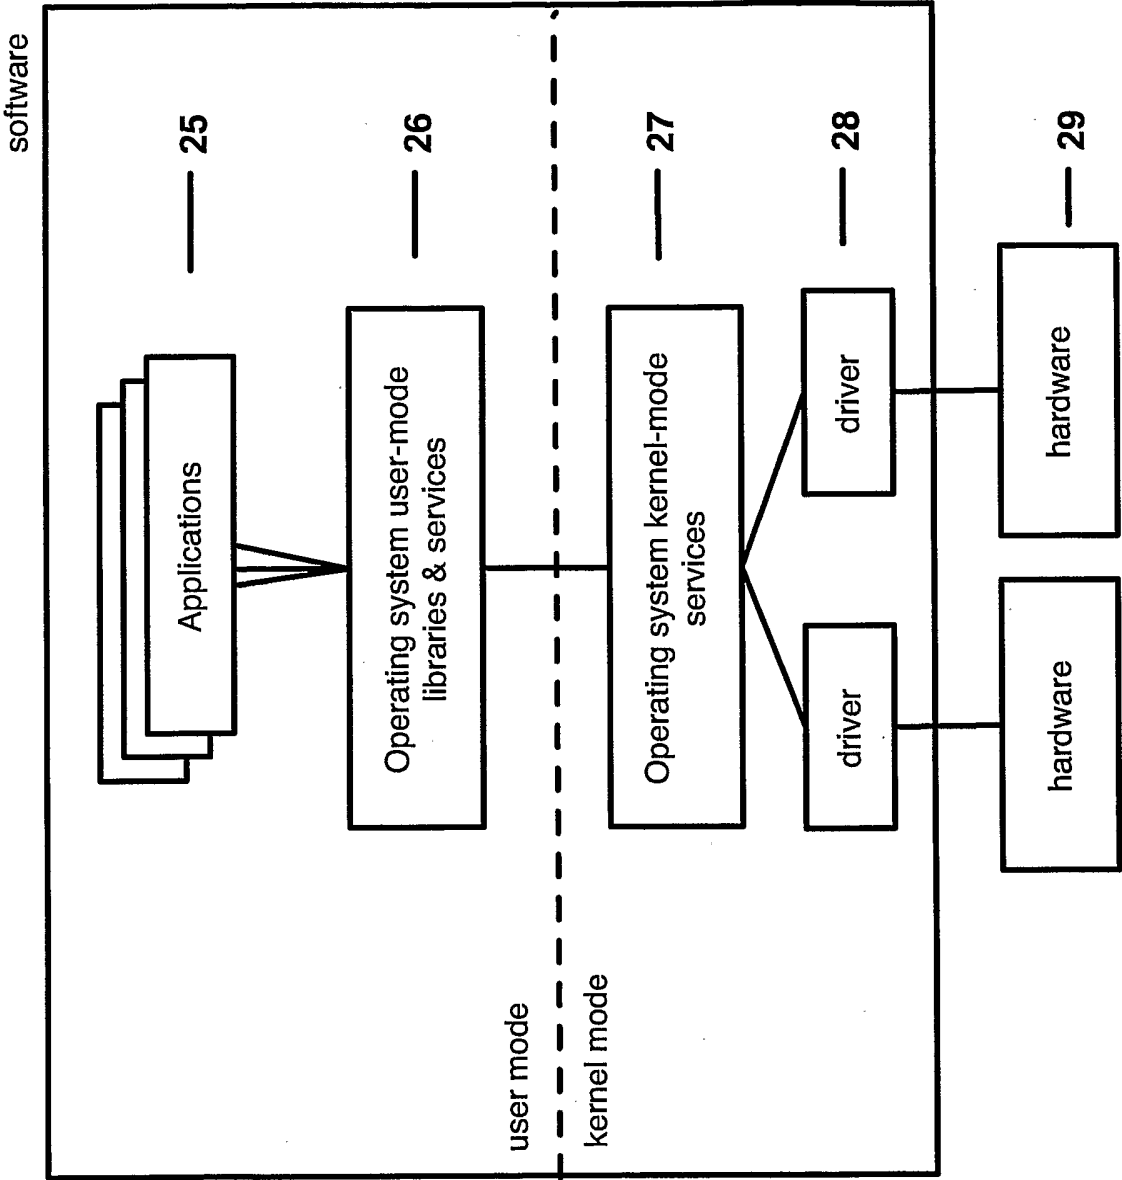 software
Applications
25
Operating system user-mode
libraries & services
26
user mode
kernel mode
Operating system kernel-mode
services
27
driver
driver
28
hardware
hardware
29